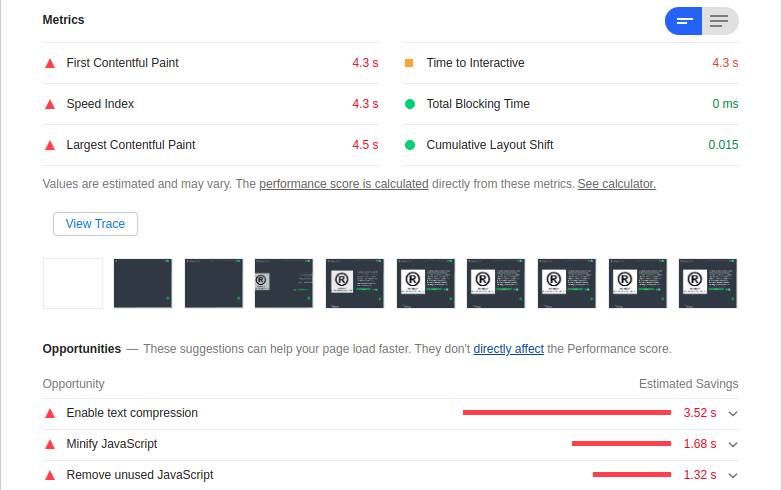 Metrics
First Contentful Paint 4.3 s
Time to Interactive 4.3 s
Speed Index 4.3 s
Total Blocking Time 0 ms
Largest Contentful Paint 4.5 s
Cumulative Layout Shift 0.015
Values are estimated and may vary. The performance score is calculated directly from these metrics. See calculator.
View Trace
Opportunities — These suggestions can help your page load faster. They don't directly affect the Performance score.
Opportunity Estimated Savings
Enable text compression 3.52 s
Minify JavaScript 1.68 s
Remove unused JavaScript 1.32 s